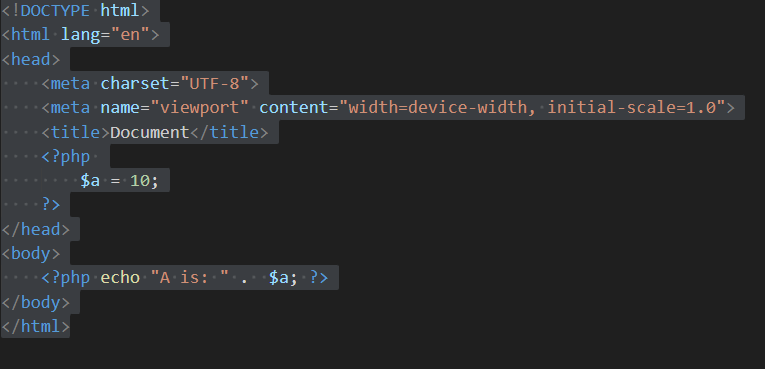 <!DOCTYPE html>
<html lang="en">
<head>
    <meta charset="UTF-8">
    <meta name="viewport" content="width=device-width, initial-scale=1.0">
    <title>Document</title>
    <?php
        $a = 10;
    ?>
</head>
<body>
    <?php echo "A is: " .  $a; ?>
</body>
</html>